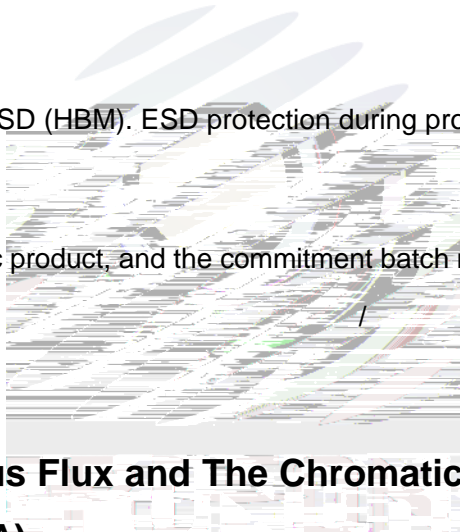 SD (HBM). ESD protection during pro
c product, and the commitment batch r
/
us Flux and The Chromatic
A)